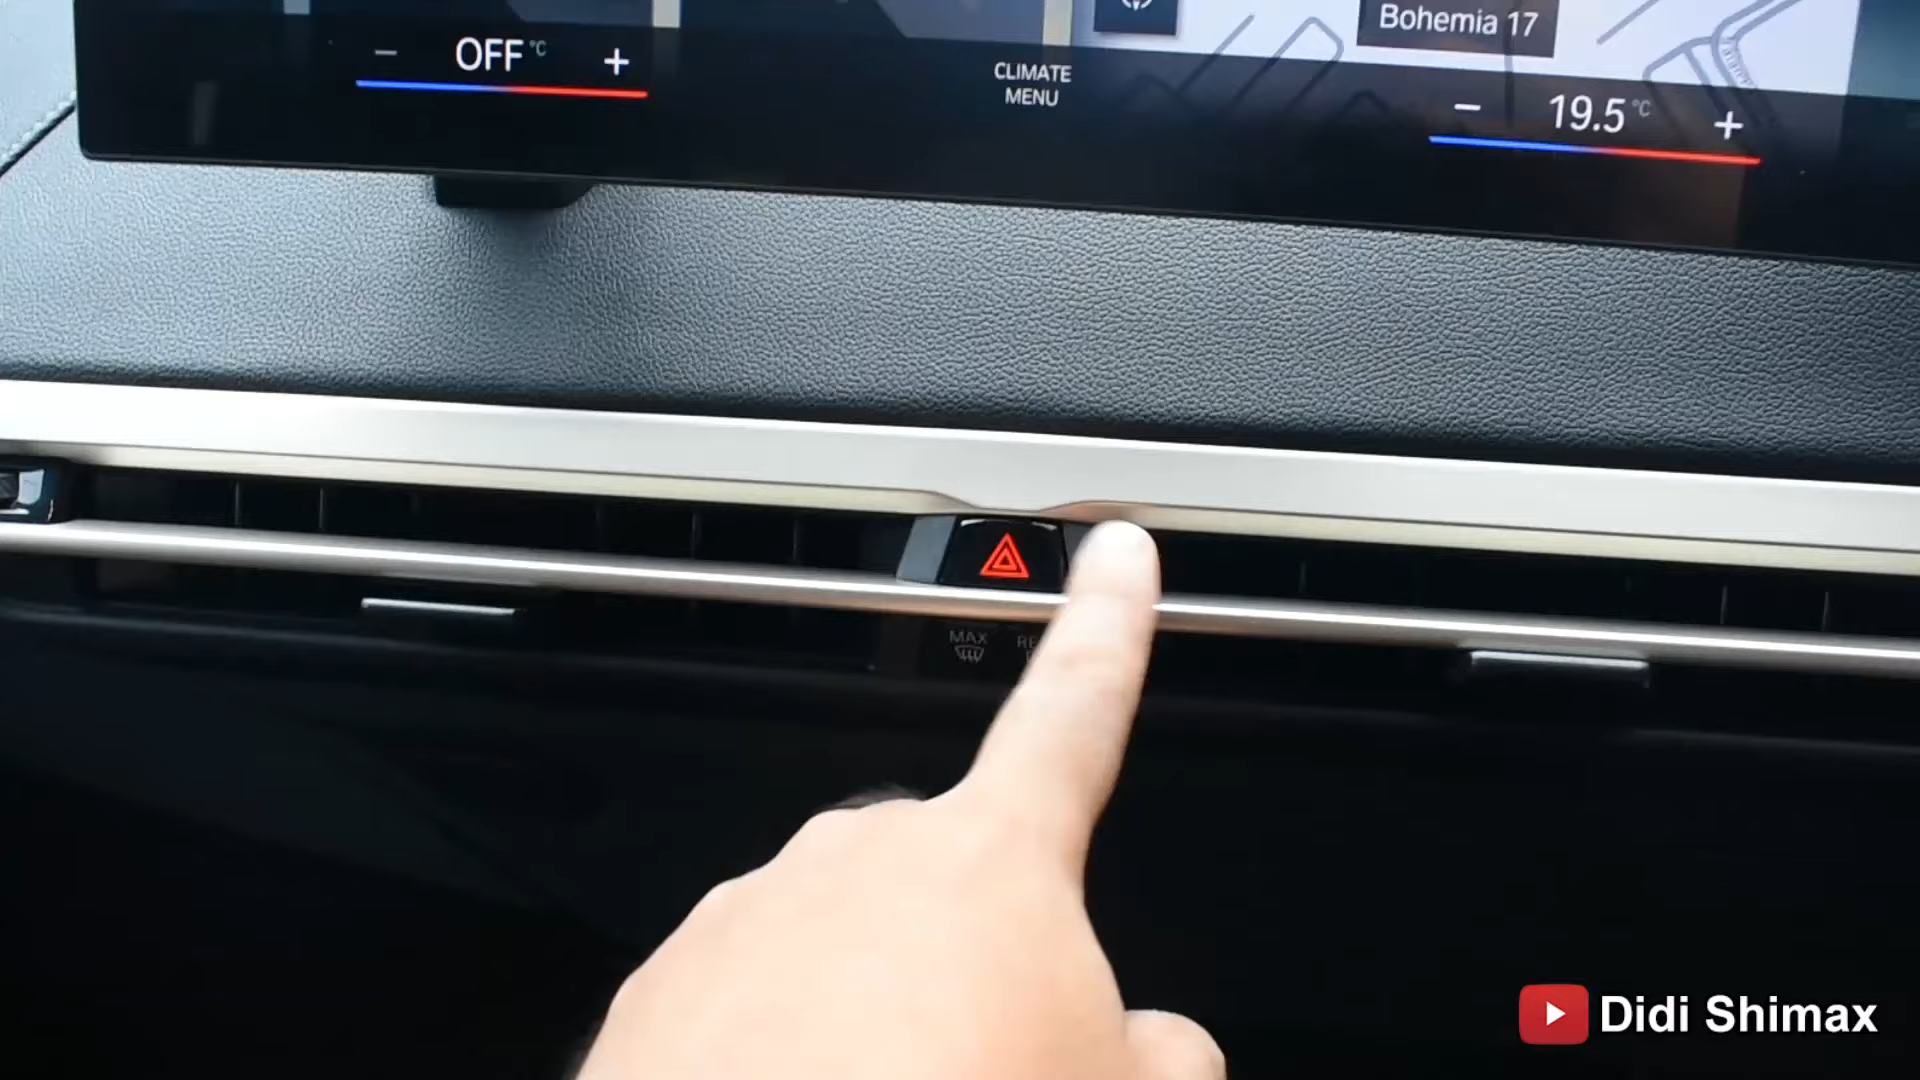 Bohemia 17
OFF °C
CLIMATE
MENU
19.5 °C
MAX
Didi Shimax